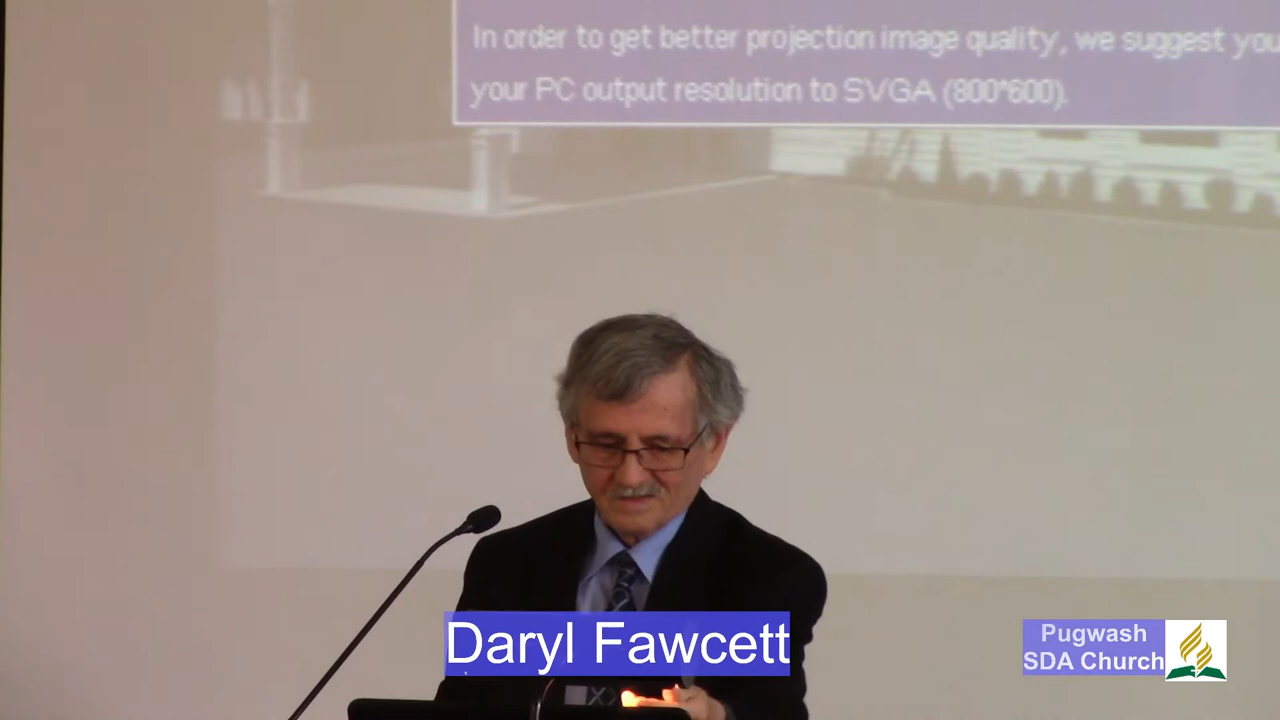 In order to get better projection image quality, we suggest you
your PC output resolution to SVGA (800*600).
Daryl Fawcett
Pugwash
SDA Church